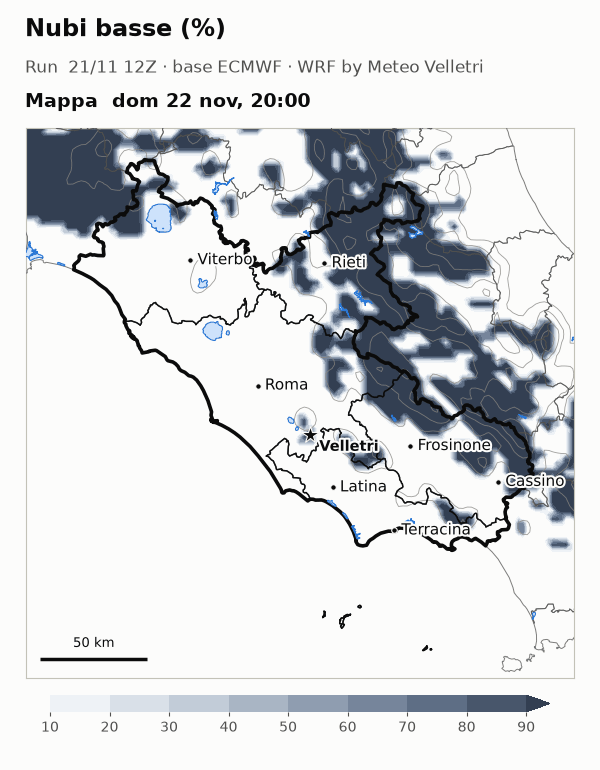 Nubi basse (%)
Run  21/11 12Z · base ECMWF · WRF by Meteo Velletri
Mappa  dom 22 nov, 20:00
Viterbo
Rieti
Roma
Velletri
Frosinone
Latina
Cassino
Terracina
50 km
10 20 30 40 50 60 70 80 90